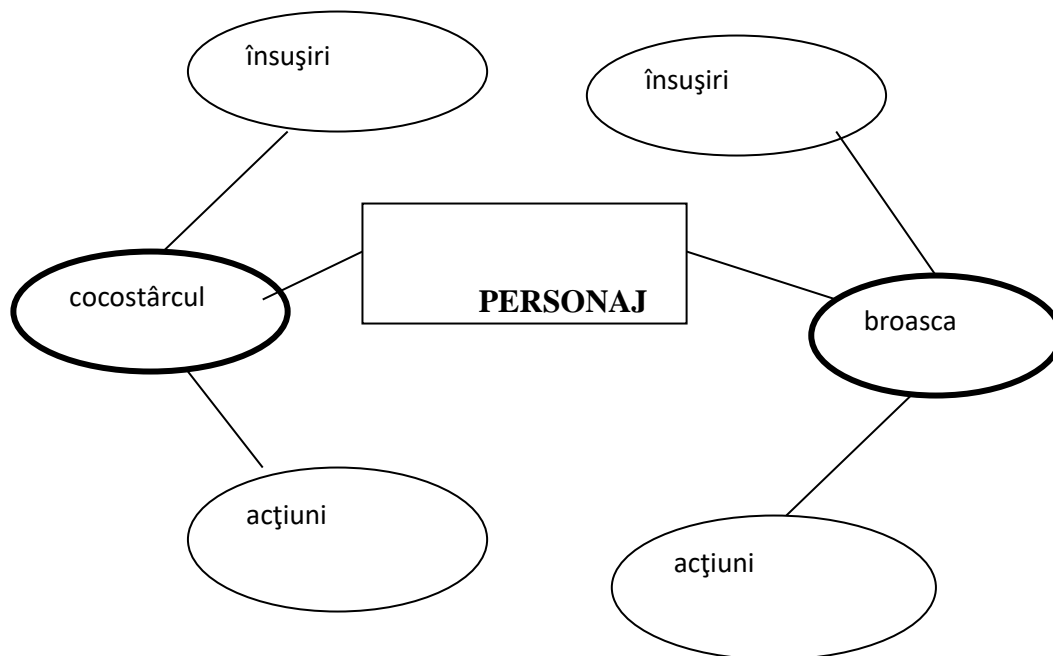 însuşiri
însuşiri
cocostârcul
PERSONAJ
broasca
acţiuni
acţiuni